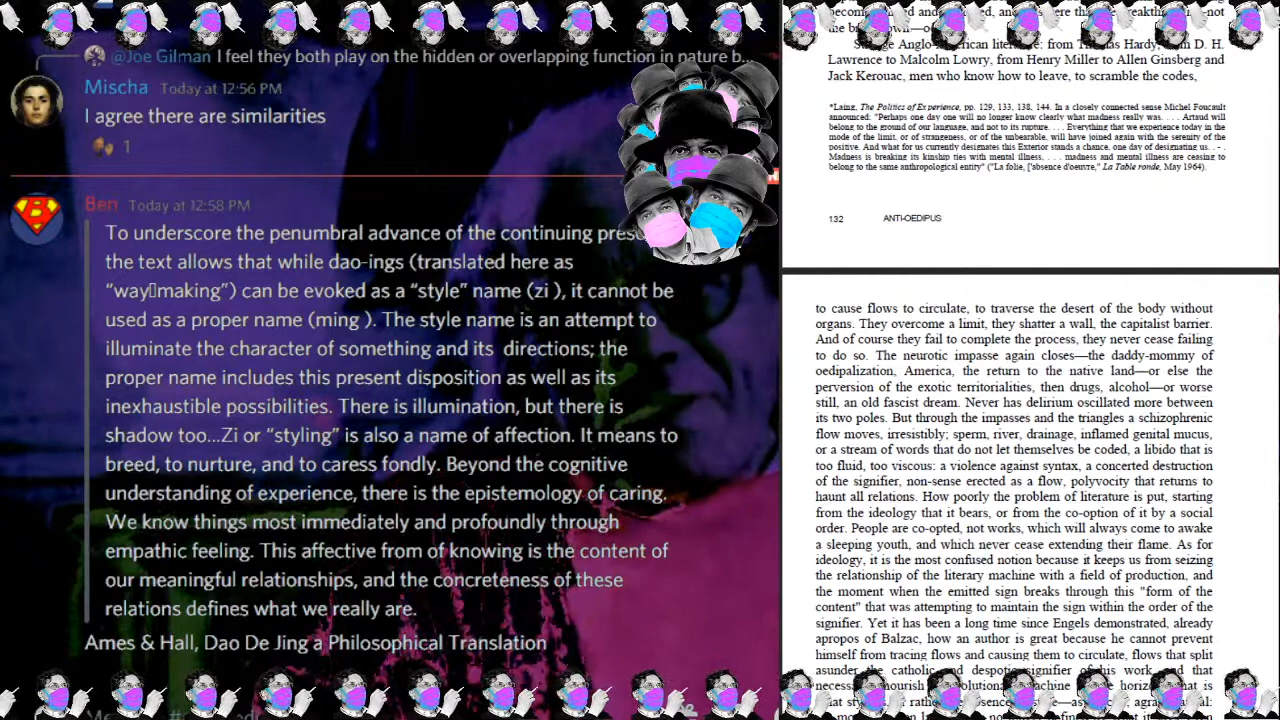 @Joe Gilman I feel they both play on the hidden or overlapping function in nature b...
Mischa Today at 12:56 PM
I agree there are similarities
1
Ben Today at 12:58 PM
To underscore the penumbral advance of the continuing
the text allows that while dao-ings (translated here as
“way▯making”) can be evoked as a “style” name (zi ), it cannot be
used as a proper name (ming ). The style name is an attempt to
illuminate the character of something and its directions; the
proper name includes this present disposition as well as its
inexhaustible possibilities. There is illumination, but there is
shadow too...Zi or “styling” is also a name of affection. It means to
breed, to nurture, and to caress fondly. Beyond the cognitive
understanding of experience, there is the epistemology of caring.
We know things most immediately and profoundly through
empathic feeling. This affective from of knowing is the content of
our meaningful relationships, and the concreteness of these
relations defines what we really are.
Ames & Hall, Dao De Jing a Philosophical Translation
American from Hardy, D. H.
Lawrence to Malcolm Lowry, from Henry Miller to Allen Ginsberg and
Jack Kerouac, men who know how to leave, to scramble the codes,
*Laing, The Politics of Experience, pp. 129, 133, 138, 144. In a closely connected sense Michel Foucault
announced: "Perhaps one day one will no longer know clearly what madness really was. . . . Artaud will
belong to the ground of our language, and not to its rupture. . . . Everything that we experience today in the
mode of the limit, or of strangeness, or of the unbearable, will have joined again with the serenity of the
positive. And what for us currently designates this Exterior stands a chance, one day of designating us. . - .
Madness is breaking its kinship ties with mental illness, . . . madness and mental illness are ceasing to
belong to the same anthropological entity" ("La folie, ['absence d'oeuvre," La Table ronde, May 1964).
132 ANTI-OEDIPUS
to cause flows to circulate, to traverse the desert of the body without
organs. They overcome a limit, they shatter a wall, the capitalist barrier.
And of course they fail to complete the process, they never cease failing
to do so. The neurotic impasse again closes—the daddy-mommy of
oedipalization, America, the return to the native land—or else the
perversion of the exotic territorialities, then drugs, alcohol—or worse
still, an old fascist dream. Never has delirium oscillated more between
its two poles. But through the impasses and the triangles a schizophrenic
flow moves, irresistibly; sperm, river, drainage, inflamed genital mucus,
or a stream of words that do not let themselves be coded, a libido that is
too fluid, too viscous: a violence against syntax, a concerted destruction
of the signifier, non-sense erected as a flow, polyvocity that returns to
haunt all relations. How poorly the problem of literature is put, starting
from the ideology that it bears, or from the co-option of it by a social
order. People are co-opted, not works, which will always come to awake
a sleeping youth, and which never cease extending their flame. As for
ideology, it is the most confused notion because it keeps us from seizing
the relationship of the literary machine with a field of production, and
the moment when the emitted sign breaks through this "form of the
content" that was attempting to maintain the sign within the order of the
signifier. Yet it has been a long time since Engels demonstrated, already
apropos of Balzac, how an author is great because he cannot prevent
himself from tracing flows and causing them to circulate, flows that split
asunder the catholic and despotic signifier of his work, and that